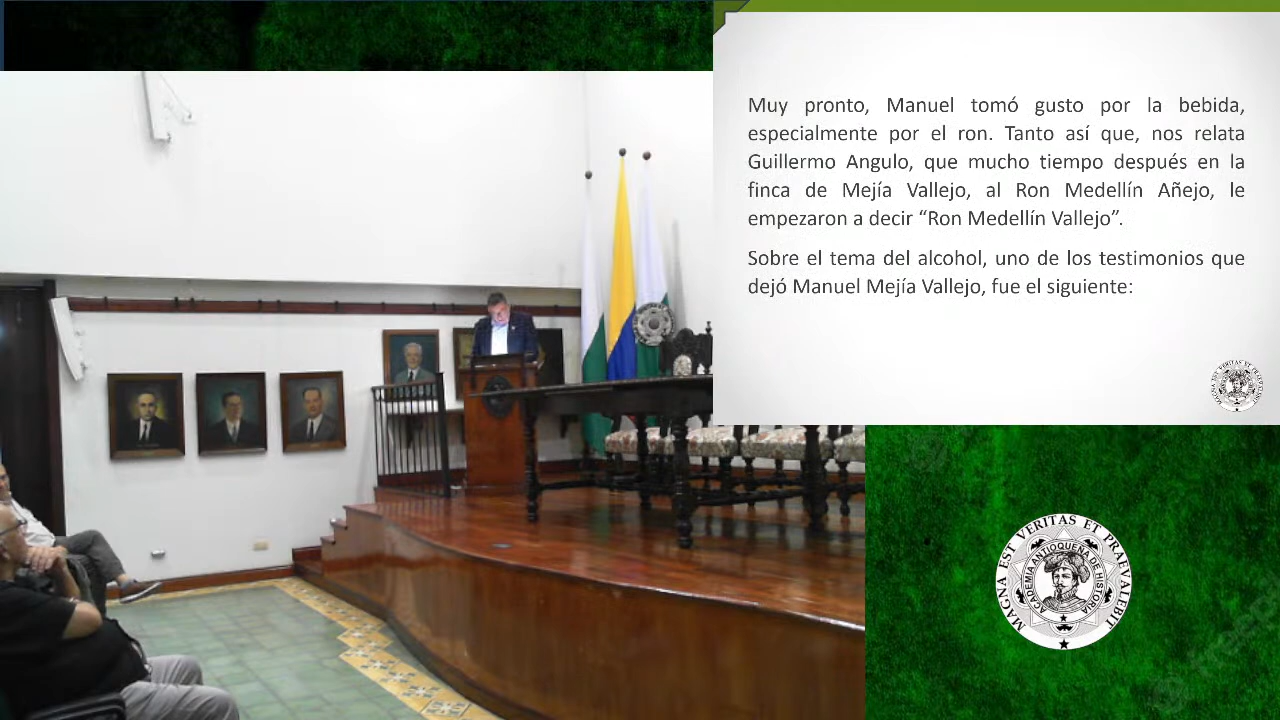 Muy pronto, Manuel tomó gusto por la bebida,
especialmente por el ron. Tanto así que, nos relata
Guillermo Angulo, que mucho tiempo después en la
finca de Mejía Vallejo, al Ron Medellín Añejo, le
empezaron a decir “Ron Medellín Vallejo”.
Sobre el tema del alcohol, uno de los testimonios que
dejó Manuel Mejía Vallejo, fue el siguiente:
MAGNA EST VERITAS ET PRAEVALEBIT
ACADEMIA ANTIOQUEÑA DE HISTORIA